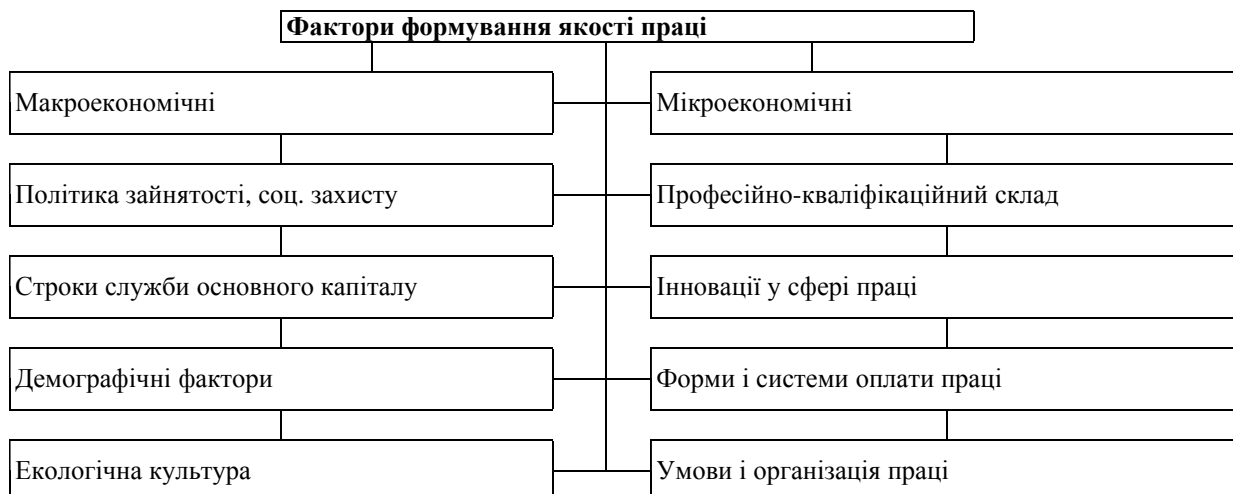 Фактори формування якості праці
Макроекономічні
Мікроекономічні
Політика зайнятості, соц. захисту
Професійно-кваліфікаційний склад
Строки служби основного капіталу
Інновації у сфері праці
Демографічні фактори
Форми і системи оплати праці
Екологічна культура
Умови і організація праці